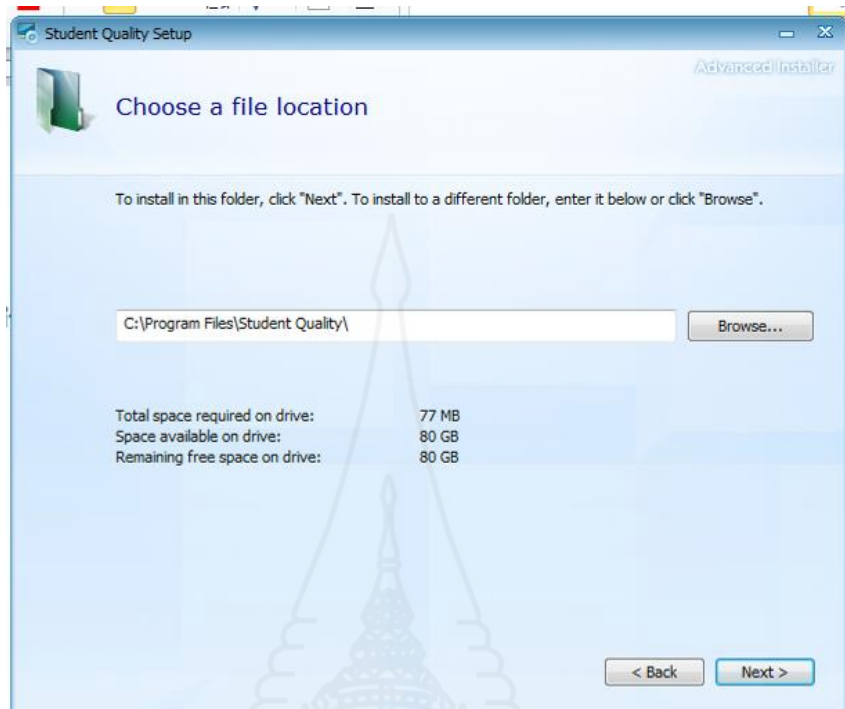 Student Quality Setup
Advanced Installer
Choose a file location
To install in this folder, click "Next". To install to a different folder, enter it below or click "Browse".
C:\Program Files\Student Quality\
Browse...
Total space required on drive: 77 MB
Space available on drive: 80 GB
Remaining free space on drive: 80 GB
< Back
Next >